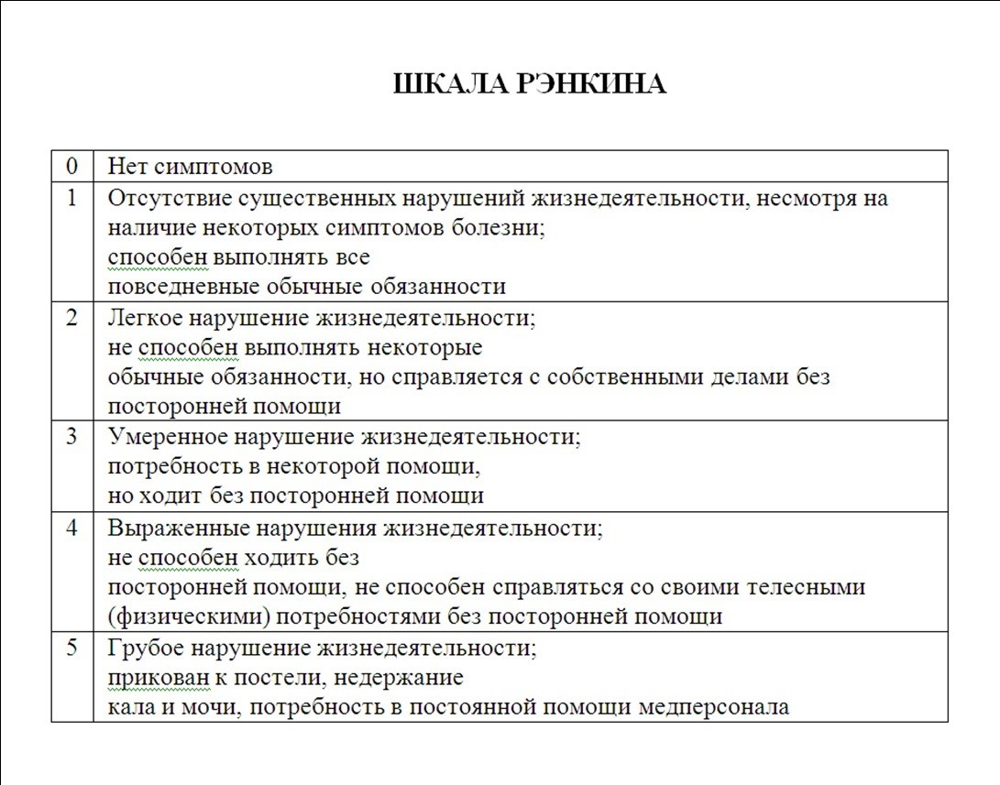 ШКАЛА РЭНКИНА
0 Нет симптомов
1 Отсутствие существенных нарушений жизнедеятельности, несмотря на
наличие некоторых симптомов болезни;
способен выполнять все
повседневные обычные обязанности
2 Легкое нарушение жизнедеятельности;
не способен выполнять некоторые
обычные обязанности, но справляется с собственными делами без
посторонней помощи
3 Умеренное нарушение жизнедеятельности;
потребность в некоторой помощи,
но ходит без посторонней помощи
4 Выраженные нарушения жизнедеятельности;
не способен ходить без
посторонней помощи, не способен справляться со своими телесными
(физическими) потребностями без посторонней помощи
5 Грубое нарушение жизнедеятельности;
прикован к постели, недержание
кала и мочи, потребность в постоянной помощи медперсонала